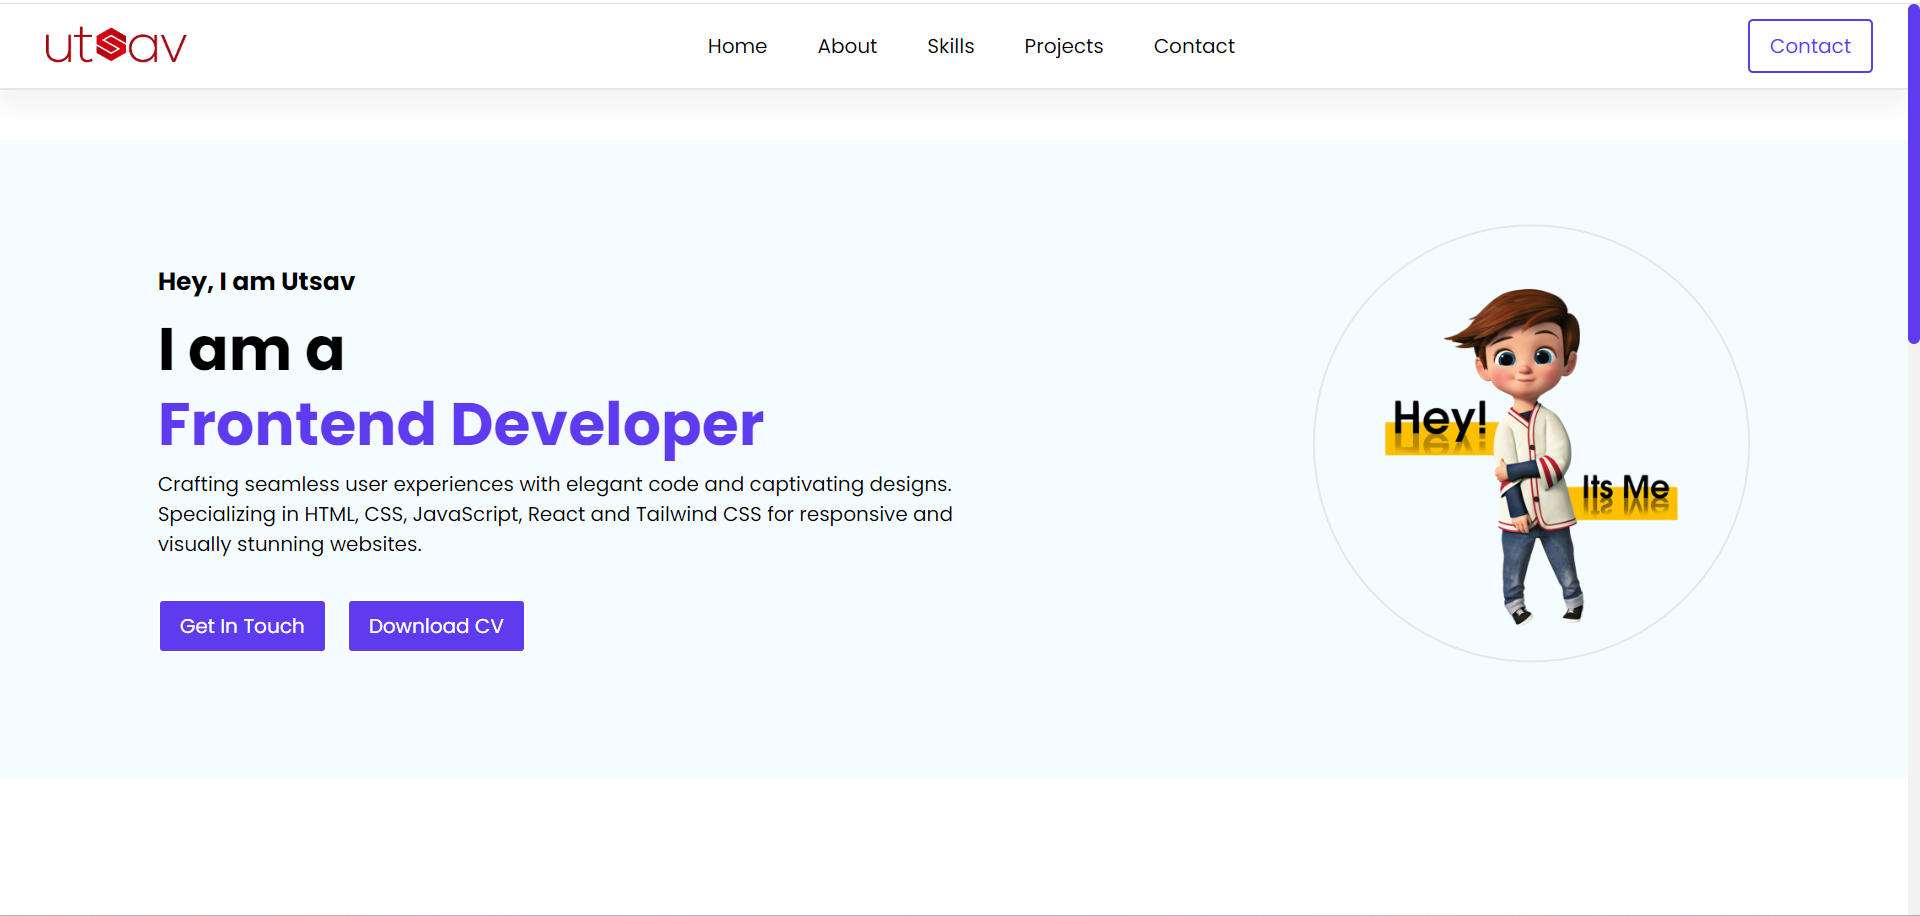 utsav
Home About Skills Projects Contact
Contact
Hey, I am Utsav
I am a
Frontend Developer
Crafting seamless user experiences with elegant code and captivating designs.
Specializing in HTML, CSS, JavaScript, React and Tailwind CSS for responsive and
visually stunning websites.
Get In Touch
Download CV
Hey!
Its Me